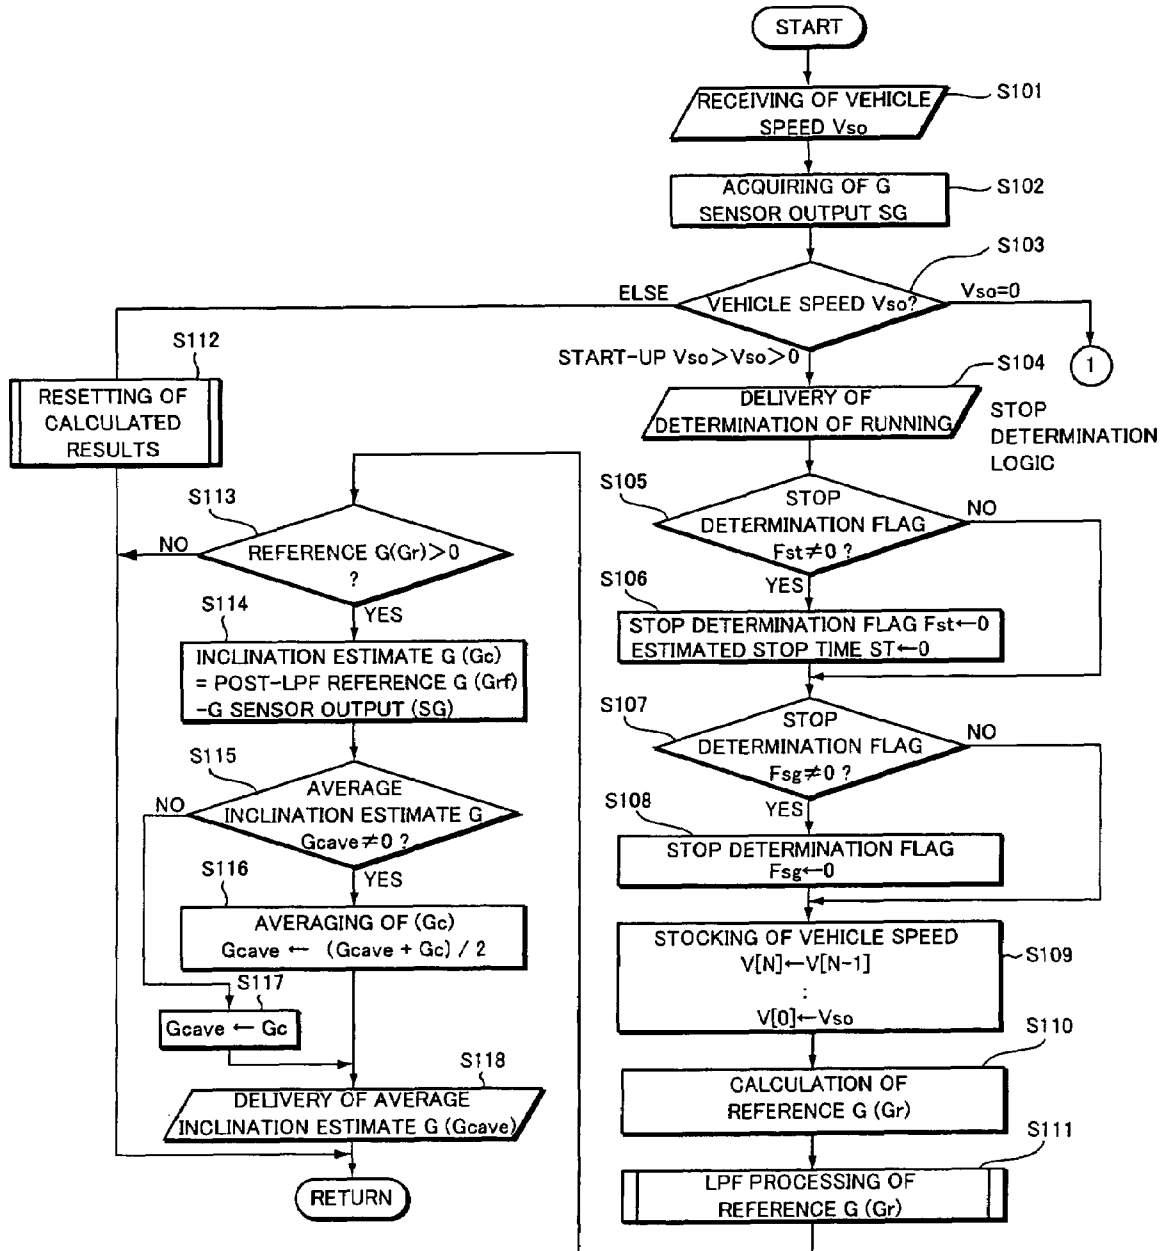 START
RECEIVING OF VEHICLE
SPEED Vso
S101
ACQUIRING OF G
SENSOR OUTPUT SG
S102
S103
VEHICLE SPEED Vso?
ELSE
Vso=0
1
START-UP Vso>Vso>0
S104
DELIVERY OF
DETERMINATION OF RUNNING
STOP
DETERMINATION
LOGIC
S105
STOP
DETERMINATION FLAG
Fst≠0 ?
NO
YES
S106
STOP DETERMINATION FLAG Fst←0
ESTIMATED STOP TIME ST←0
S107
STOP
DETERMINATION FLAG
Fsg≠0 ?
NO
YES
S108
STOP DETERMINATION FLAG
Fsg←0
STOCKING OF VEHICLE SPEED
V[N]←V[N-1]
:
V[0]←Vso
S109
S110
CALCULATION OF
REFERENCE G (Gr)
S111
LPF PROCESSING OF
REFERENCE G (Gr)
S112
RESETTING OF
CALCULATED
RESULTS
S113
REFERENCE G(Gr)>0
?
NO
YES
S114
INCLINATION ESTIMATE G (Gc)
= POST-LPF REFERENCE G (Grf)
-G SENSOR OUTPUT (SG)
S115
AVERAGE
INCLINATION ESTIMATE G
Gcave≠0 ?
NO
YES
S116
AVERAGING OF (Gc)
Gcave ← (Gcave + Gc) / 2
S117
Gcave ← Gc
S118
DELIVERY OF AVERAGE
INCLINATION ESTIMATE G (Gcave)
RETURN